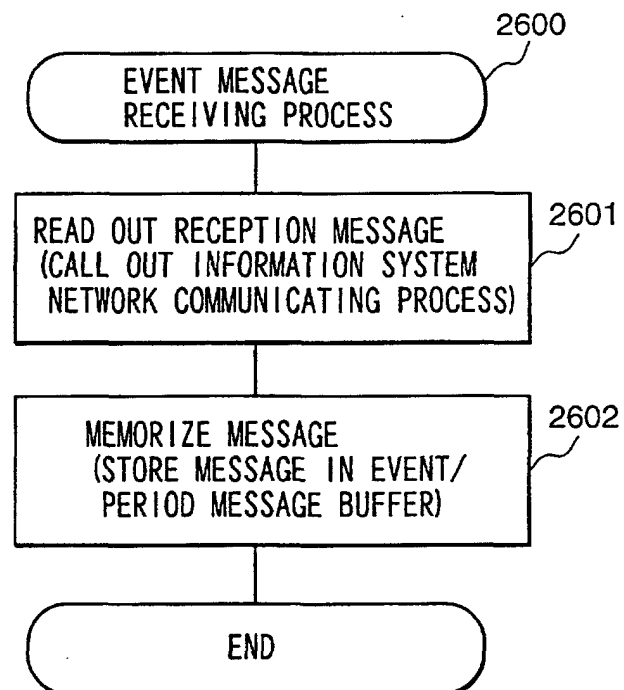 2600
EVENT MESSAGE
RECEIVING PROCESS
2601
READ OUT RECEPTION MESSAGE
(CALL OUT INFORMATION SYSTEM
NETWORK COMMUNICATING PROCESS)
2602
MEMORIZE MESSAGE
(STORE MESSAGE IN EVENT/
PERIOD MESSAGE BUFFER)
END